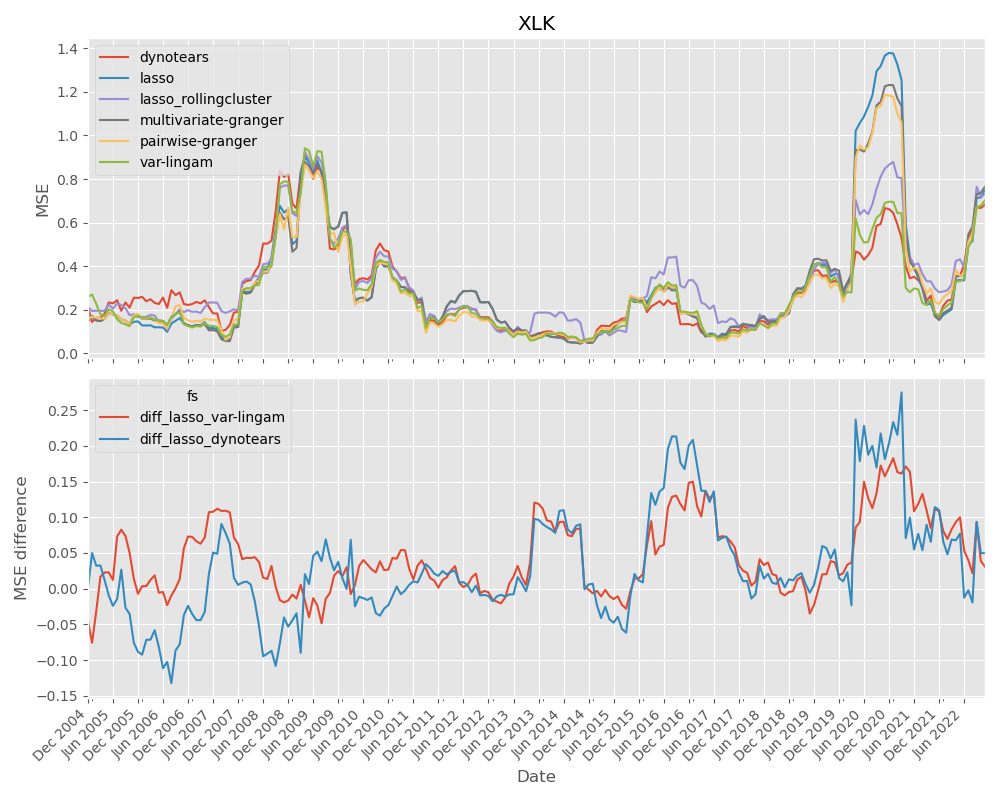 XLK
1.4
1.2
1.0
0.8
0.6
0.4
0.2
0.0
MSE
dynotears
lasso
lasso_rollingcluster
multivariate-granger
pairwise-granger
var-lingam
0.25
0.20
0.15
0.10
0.05
0.00
−0.05
−0.10
−0.15
MSE difference
fs
diff_lasso_var-lingam
diff_lasso_dynotears
Dec 2004
Jun 2005
Dec 2005
Jun 2006
Dec 2006
Jun 2007
Dec 2007
Jun 2008
Dec 2008
Jun 2009
Dec 2009
Jun 2010
Dec 2010
Jun 2011
Dec 2011
Jun 2012
Dec 2012
Jun 2013
Dec 2013
Jun 2014
Dec 2014
Jun 2015
Dec 2015
Jun 2016
Dec 2016
Jun 2017
Dec 2017
Jun 2018
Dec 2018
Jun 2019
Dec 2019
Jun 2020
Dec 2020
Jun 2021
Dec 2021
Jun 2022
Date